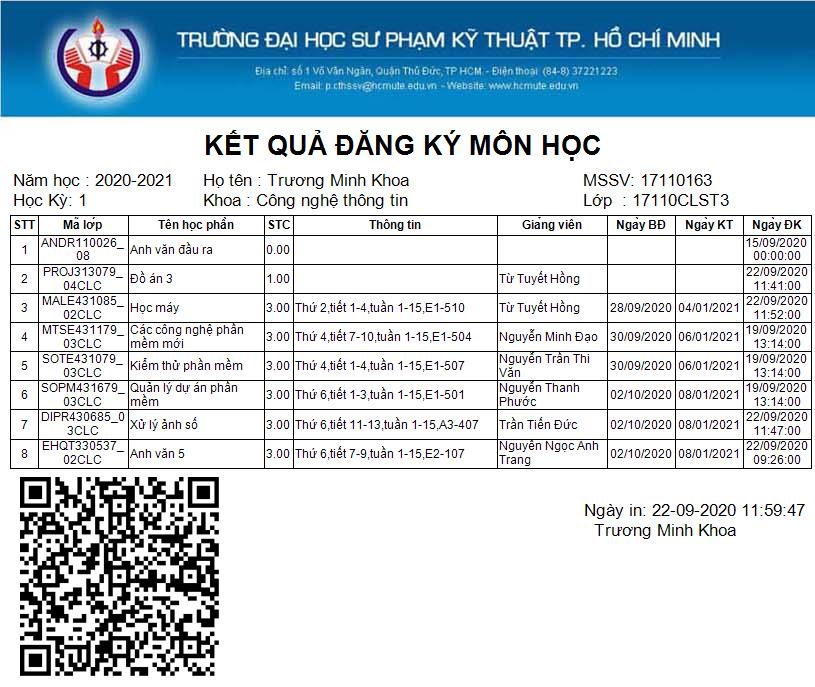 TRƯỜNG ĐẠI HỌC SƯ PHẠM KỸ THUẬT TP. HỒ CHÍ MINH
Địa chỉ: số 1 Võ Văn Ngân, Quận Thủ Đức, TP HCM. - Điện thoại: (84-8) 37221223
Email: p.cthssv@hcmute.edu.vn - Website: www.hcmute.edu.vn
KẾT QUẢ ĐĂNG KÝ MÔN HỌC
Năm học : 2020-2021 Họ tên : Trương Minh Khoa MSSV: 17110163
Học Kỳ: 1 Khoa : Công nghệ thông tin Lớp : 17110CLST3
STT Mã lớp Tên học phần STC Thông tin Giảng viên Ngày BĐ Ngày KT Ngày ĐK
1 ANDR110026_08 Anh văn đầu ra 0.00 15/09/2020 00:00:00
2 PROJ313079_04CLC Đồ án 3 1.00 Từ Tuyết Hồng 22/09/2020 11:41:00
3 MALE431085_02CLC Học máy 3.00 Thứ 2,tiết 1-4,tuần 1-15,E1-510 Từ Tuyết Hồng 28/09/2020 04/01/2021 22/09/2020 11:52:00
4 MTSE431179_03CLC Các công nghệ phần mềm mới 3.00 Thứ 4,tiết 7-10,tuần 1-15,E1-504 Nguyễn Minh Đạo 30/09/2020 06/01/2021 19/09/2020 13:14:00
5 SOTE431079_03CLC Kiểm thử phần mềm 3.00 Thứ 4,tiết 1-4,tuần 1-15,E1-507 Nguyễn Trần Thi Văn 30/09/2020 06/01/2021 19/09/2020 13:14:00
6 SOPM431679_03CLC Quản lý dự án phần mềm 3.00 Thứ 6,tiết 1-3,tuần 1-15,E1-501 Nguyễn Thanh Phước 02/10/2020 08/01/2021 19/09/2020 13:14:00
7 DIPR430685_03CLC Xử lý ảnh số 3.00 Thứ 6,tiết 11-13,tuần 1-15,A3-407 Trần Tiến Đức 02/10/2020 08/01/2021 22/09/2020 11:47:00
8 EHQT330537_02CLC Anh văn 5 3.00 Thứ 6,tiết 7-9,tuần 1-15,E2-107 Nguyễn Ngọc Anh Trang 02/10/2020 08/01/2021 22/09/2020 09:26:00
Ngày in: 22-09-2020 11:59:47
Trương Minh Khoa